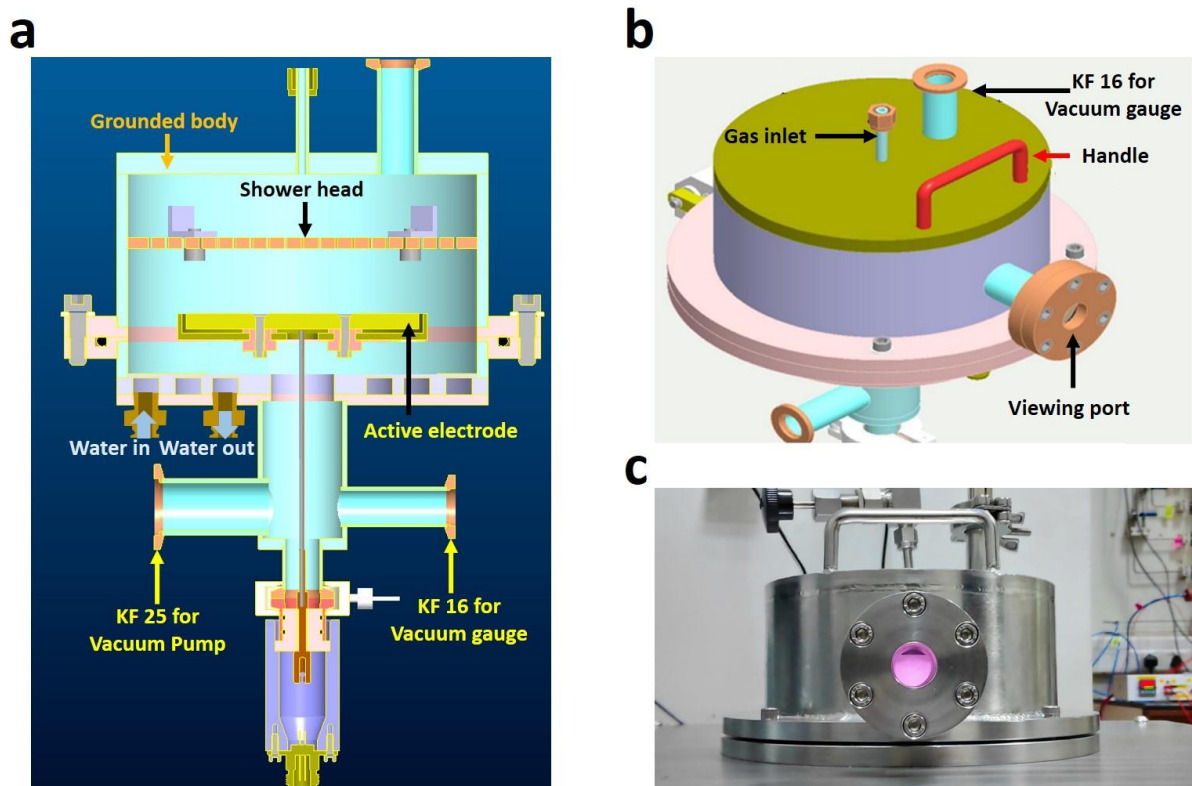 a
Grounded body
Shower head
Active electrode
Water in Water out
KF 25 for
Vacuum Pump
KF 16 for
Vacuum gauge
b
KF 16 for
Vacuum gauge
Gas inlet
Handle
Viewing port
c